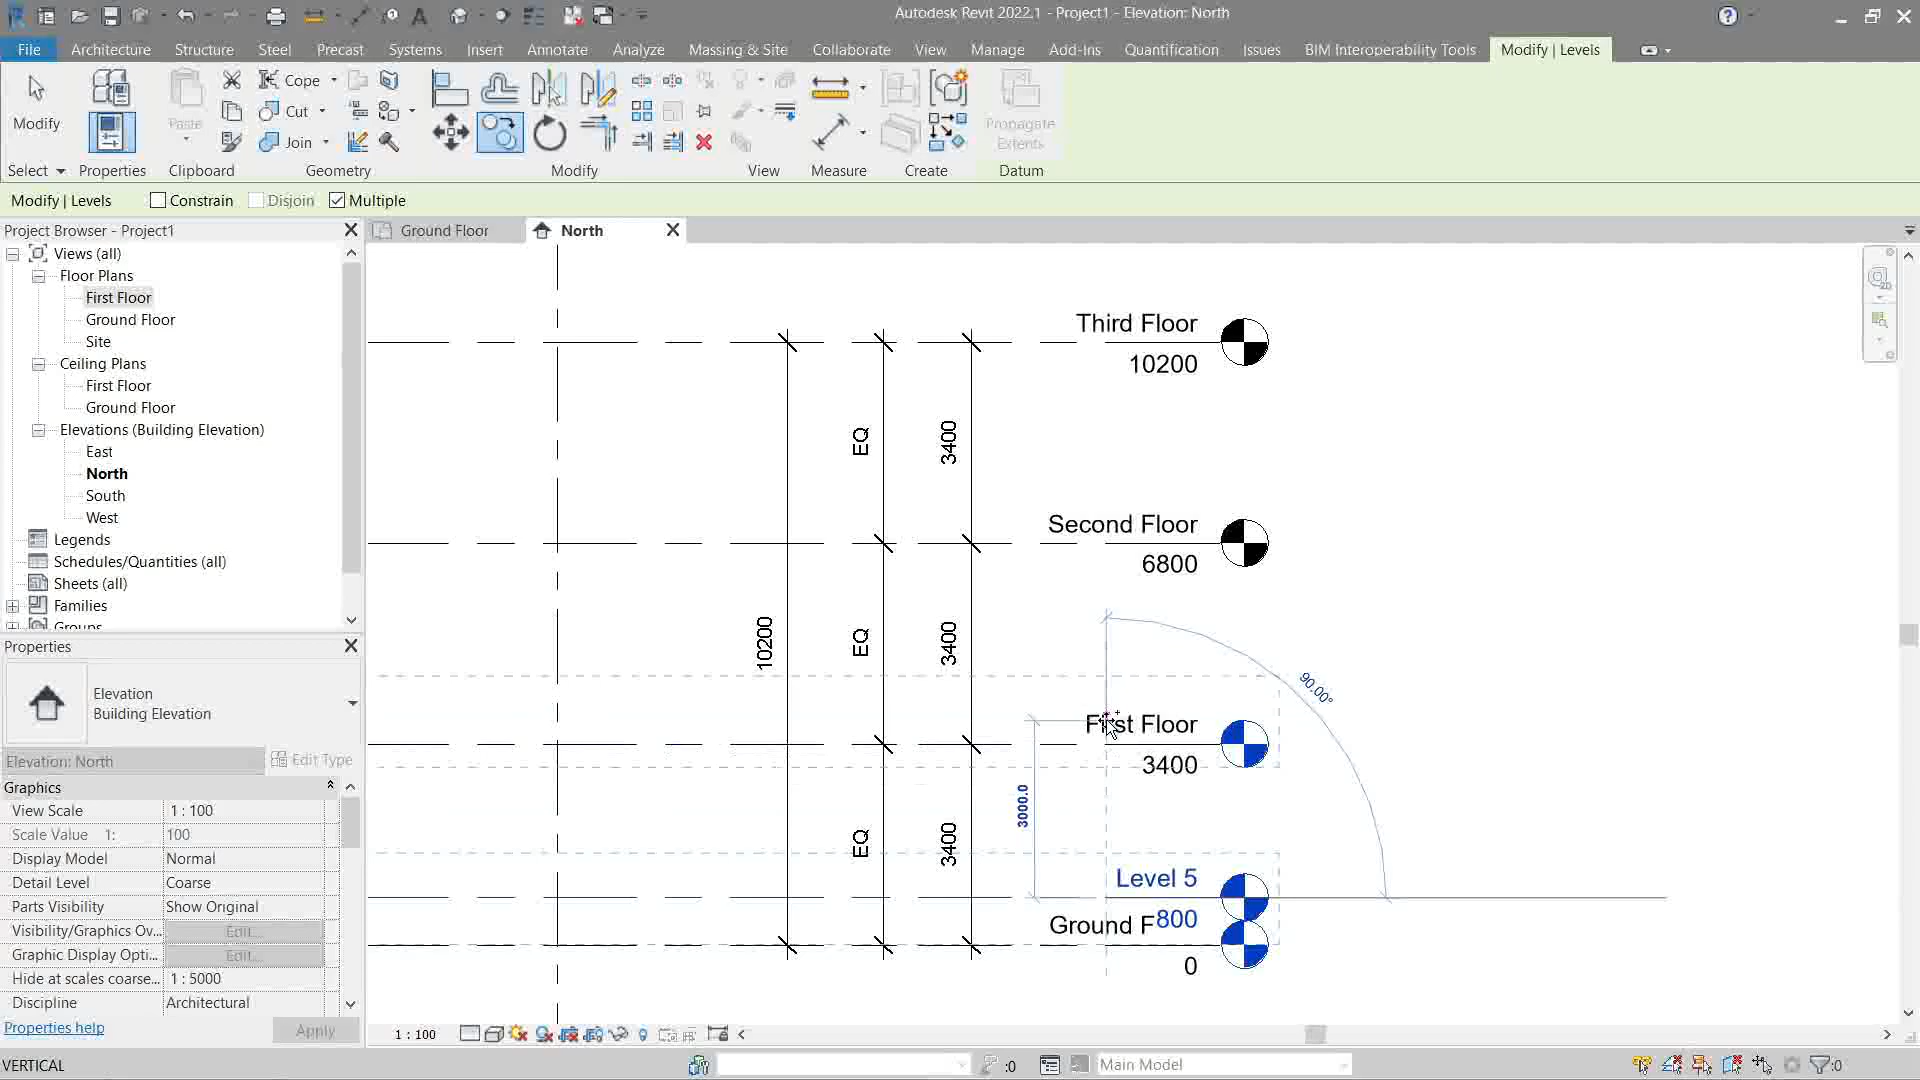 Autodesk Revit 2022.1 - Project1 - Elevation: North
File Architecture Structure Steel Precast Systems Insert Annotate Analyze Massing & Site Collaborate View Manage Add-Ins Quantification Issues BIM Interoperability Tools Modify | Levels
Modify
Paste
Cope
Cut
Join
Propagate
Extents
Select Properties Clipboard Geometry Modify View Measure Create Datum
Modify | Levels Constrain Disjoin Multiple
Project Browser - Project1
Views (all)
Floor Plans
First Floor
Ground Floor
Site
Ceiling Plans
First Floor
Ground Floor
Elevations (Building Elevation)
East
North
South
West
Legends
Schedules/Quantities (all)
Sheets (all)
Families
Groups
Properties
Elevation
Building Elevation
Elevation: North Edit Type
Graphics
View Scale 1 : 100
Scale Value 1: 100
Display Model Normal
Detail Level Coarse
Parts Visibility Show Original
Visibility/Graphics Ov... Edit...
Graphic Display Opti... Edit...
Hide at scales coarse... 1 : 5000
Discipline Architectural
Properties help Apply
Ground Floor North
Third Floor
10200
Second Floor
6800
First Floor
3400
Level 5
800
Ground F
0
10200
EQ
EQ
EQ
3400
3400
3400
3000.0
90.00°
1 : 100
VERTICAL
:0
Main Model
:0
2D